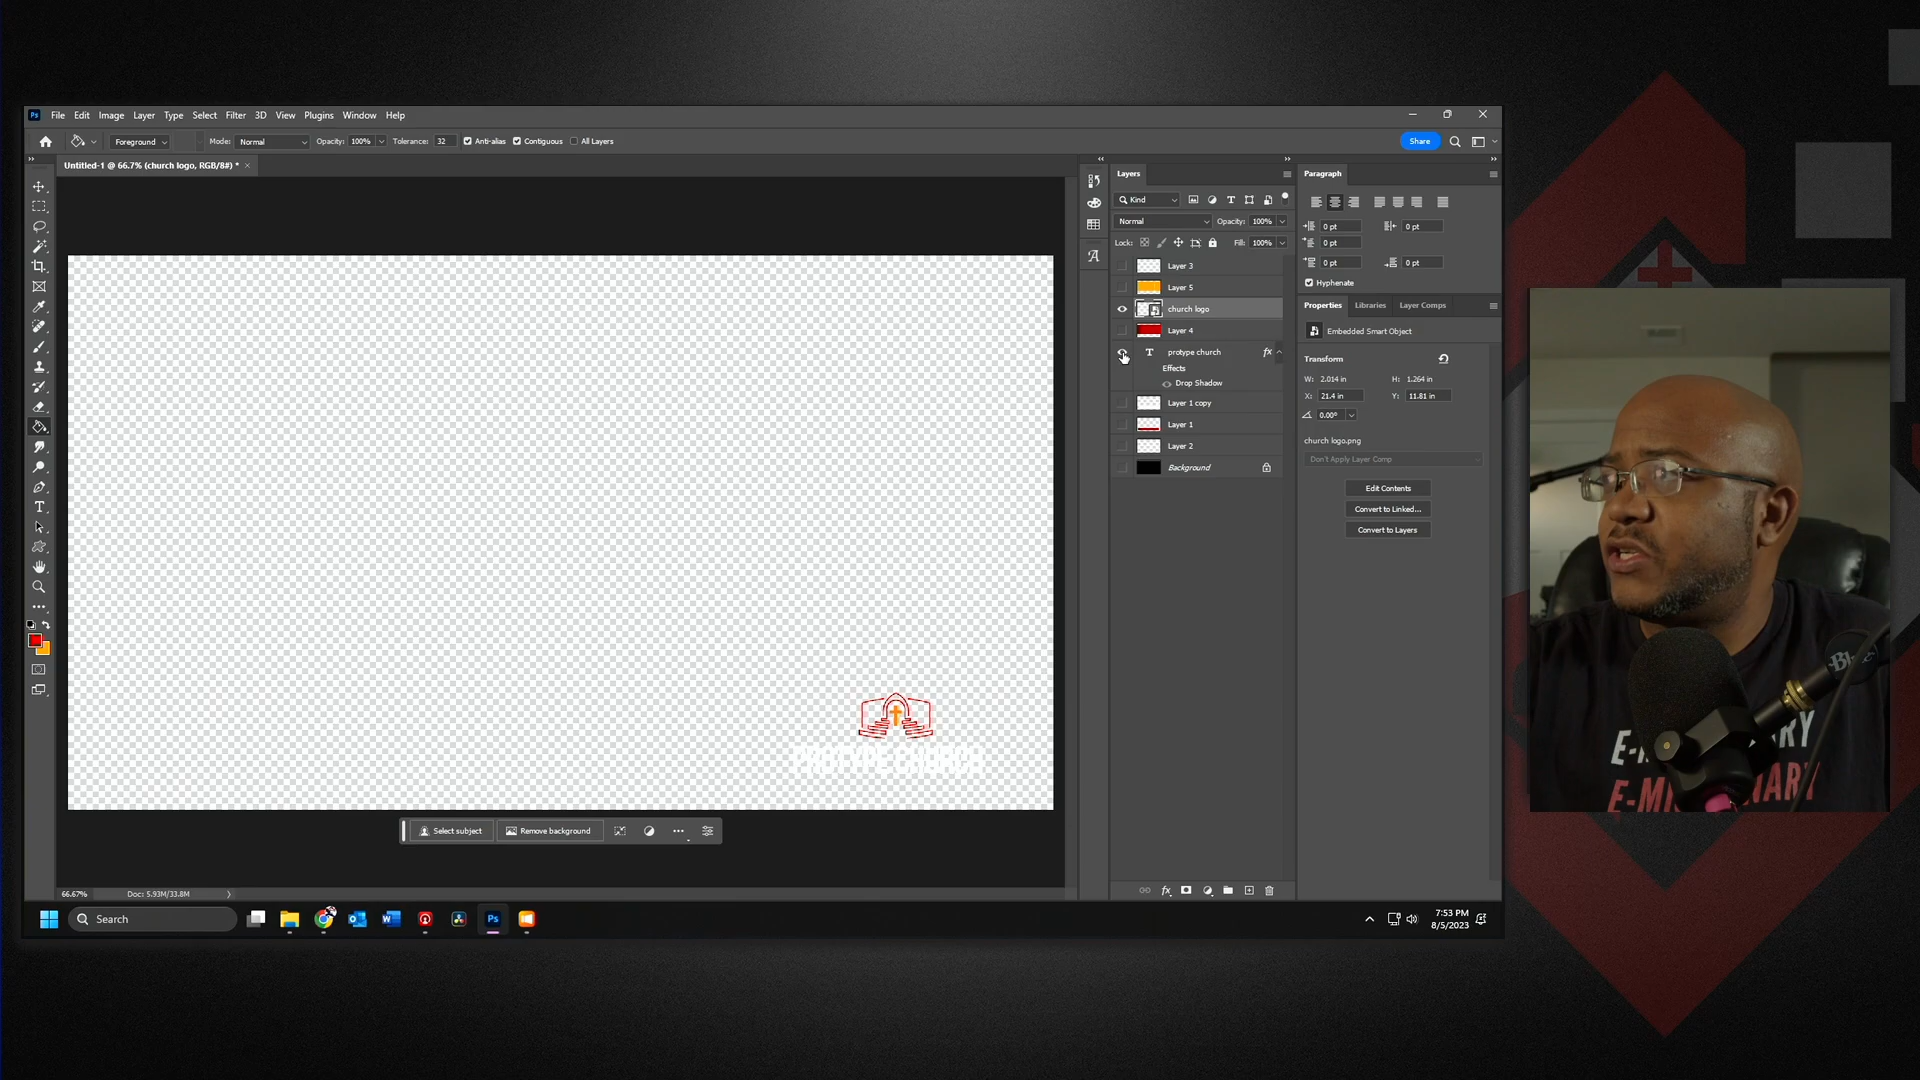 Ps File Edit Image Layer Type Select Filter 3D View Plugins Window Help
Foreground Mode: Normal Opacity: 100% Tolerance: 32 Anti-alias Contiguous All Layers Share
Untitled-1 @ 66.7% (church logo, RGB/8#) * ×
Layers
Kind
Normal Opacity: 100%
Lock: Fill: 100%
Layer 3
Layer 5
church logo
Layer 4
T protype church fx
Effects
Drop Shadow
Layer 1 copy
Layer 1
Layer 2
Background
Paragraph
0 pt 0 pt
0 pt
0 pt 0 pt
Hyphenate
Properties Libraries Layer Comps
Embedded Smart Object
Transform
W: 2.014 in H: 1.264 in
X: 21.4 in Y: 11.81 in
0.00°
church logo.png
Don't Apply Layer Comp
Edit Contents
Convert to Linked...
Convert to Layers
PROTYPE CHURCH
Select subject Remove background
66.67% Doc: 5.93M/33.8M
Search
Ps
7:53 PM
8/5/2023
Blue